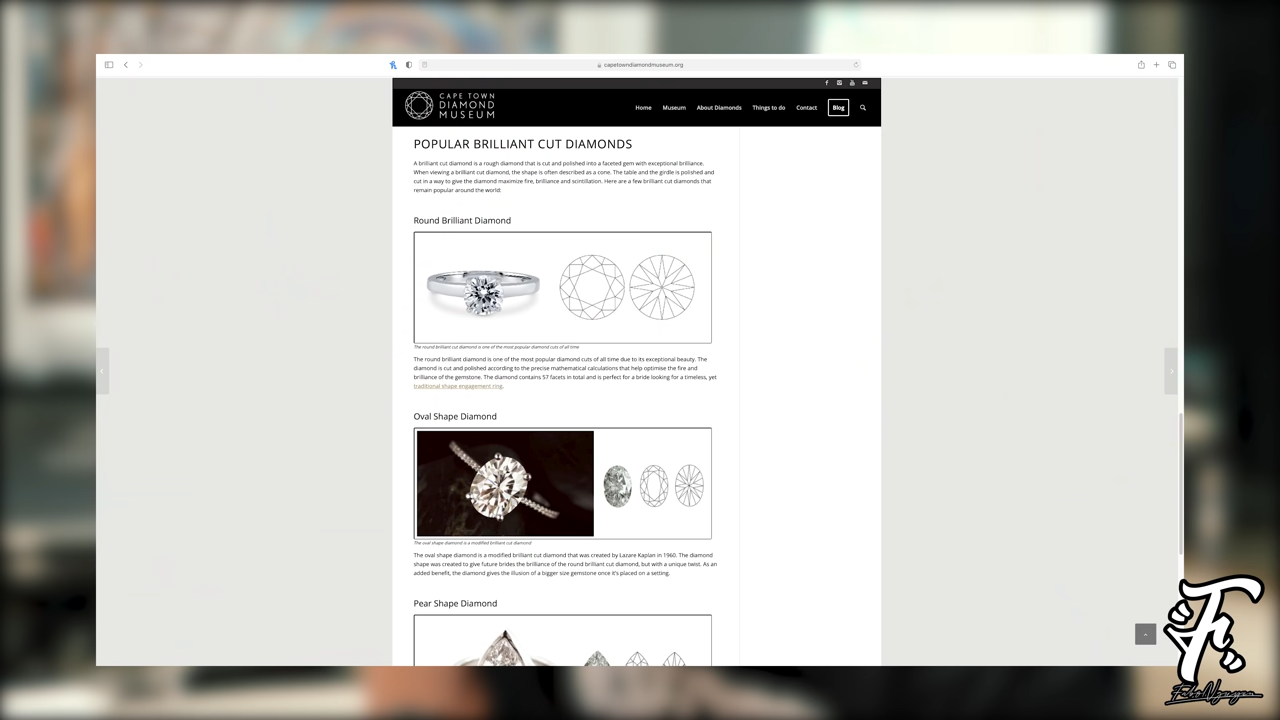 capetowndiamondmuseum.org
CAPE TOWN
DIAMOND
MUSEUM
Home Museum About Diamonds Things to do Contact Blog
POPULAR BRILLIANT CUT DIAMONDS
A brilliant cut diamond is a rough diamond that is cut and polished into a faceted gem with exceptional brilliance.
When viewing a brilliant cut diamond, the shape is often described as a cone. The table and the girdle is polished and
cut in a way to give the diamond maximize fire, brilliance and scintillation. Here are a few brilliant cut diamonds that
remain popular around the world:
Round Brilliant Diamond
The round brilliant cut diamond is one of the most popular diamond cuts of all time
The round brilliant diamond is one of the most popular diamond cuts of all time due to its exceptional beauty. The
diamond is cut and polished according to the precise mathematical calculations that help optimise the fire and
brilliance of the gemstone. The diamond contains 57 facets in total and is perfect for a bride looking for a timeless, yet
traditional shape engagement ring.
Oval Shape Diamond
The oval shape diamond is a modified brilliant cut diamond
The oval shape diamond is a modified brilliant cut diamond that was created by Lazare Kaplan in 1960. The diamond
shape was created to give future brides the brilliance of the round brilliant cut diamond, but with a unique twist. As an
added benefit, the diamond gives the illusion of a bigger size gemstone once it's placed on a setting.
Pear Shape Diamond